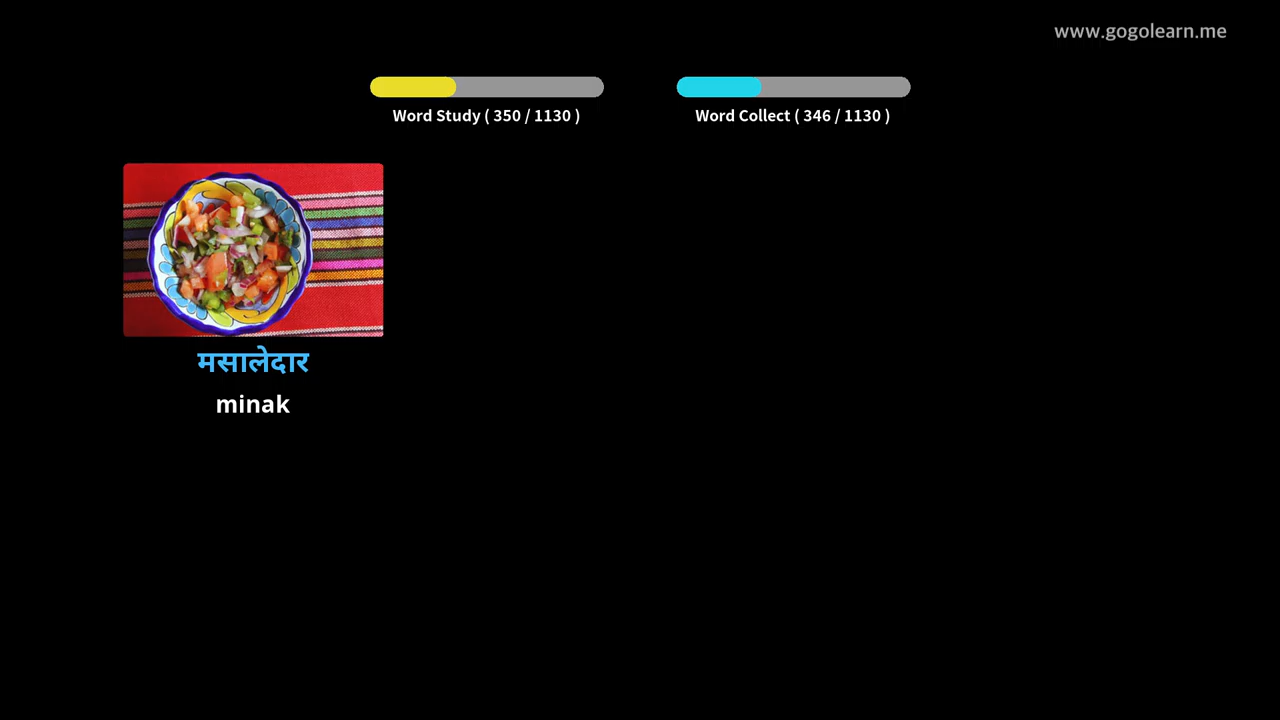 www.gogolearn.me
Word Study ( 350 / 1130 )
Word Collect ( 346 / 1130 )
मसालेदार
minak